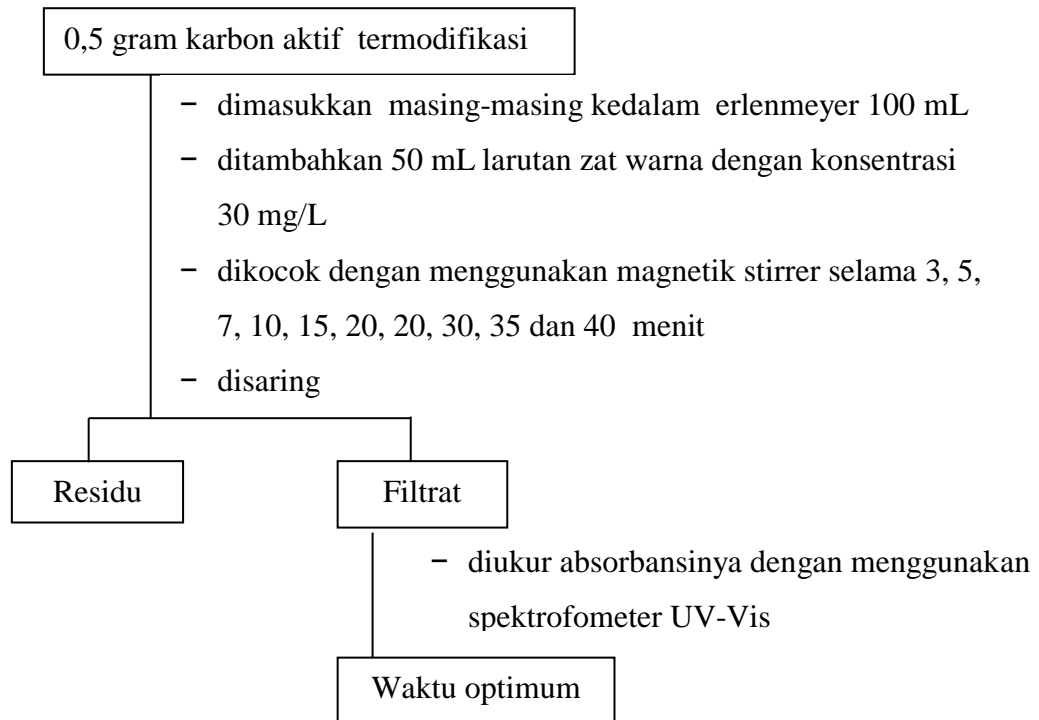 0,5 gram karbon aktif termodifikasi
− dimasukkan masing-masing kedalam erlenmeyer 100 mL
− ditambahkan 50 mL larutan zat warna dengan konsentrasi
30 mg/L
− dikocok dengan menggunakan magnetik stirrer selama 3, 5,
7, 10, 15, 20, 20, 30, 35 dan 40 menit
− disaring
Residu
Filtrat
− diukur absorbansinya dengan menggunakan
spektrofometer UV-Vis
Waktu optimum